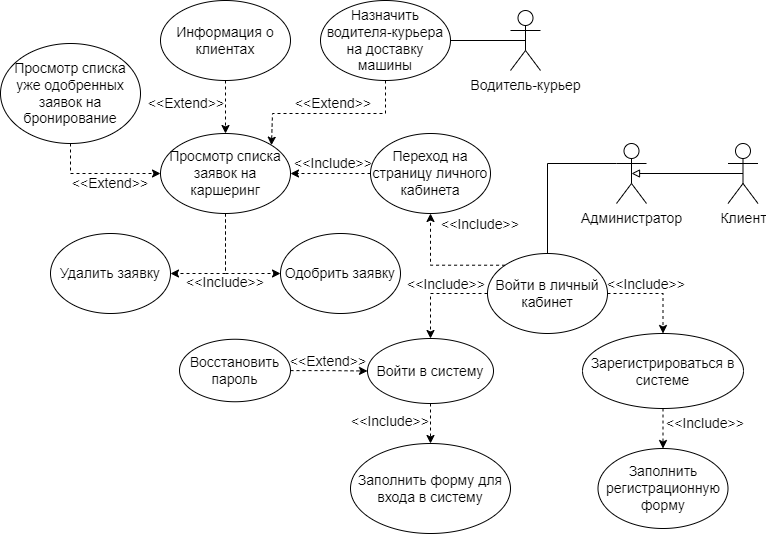 Информация о
клиентах
Назначить
водителя-курьера
на доставку
машины
Водитель-курьер
Просмотр списка
уже одобренных
заявок на
бронирование
<<Extend>>
<<Extend>>
<<Extend>>
Просмотр списка
заявок на
каршеринг
<<Include>>
Переход на
страницу личного
кабинета
Администратор
Клиент
<<Include>>
Удалить заявку
<<Include>>
Одобрить заявку
<<Include>>
Войти в личный
кабинет
<<Include>>
Восстановить
пароль
<<Extend>>
Войти в систему
Зарегистрироваться в
системе
<<Include>>
<<Include>>
Заполнить форму для
входа в систему
Заполнить
регистрационную
форму